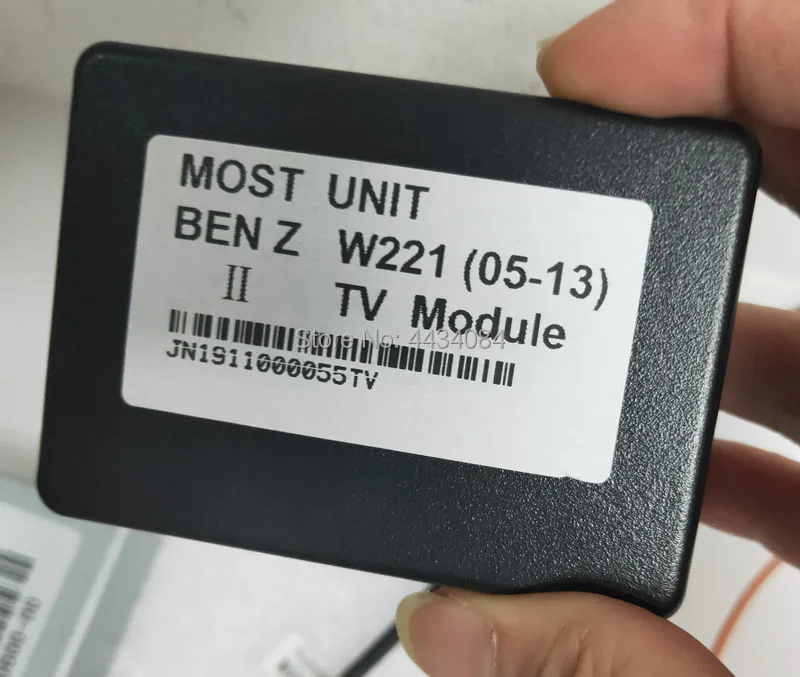 MOST UNIT
BEN Z W221 (05-13)
II TV Module
Store No: 4434084
JN1911000055TV